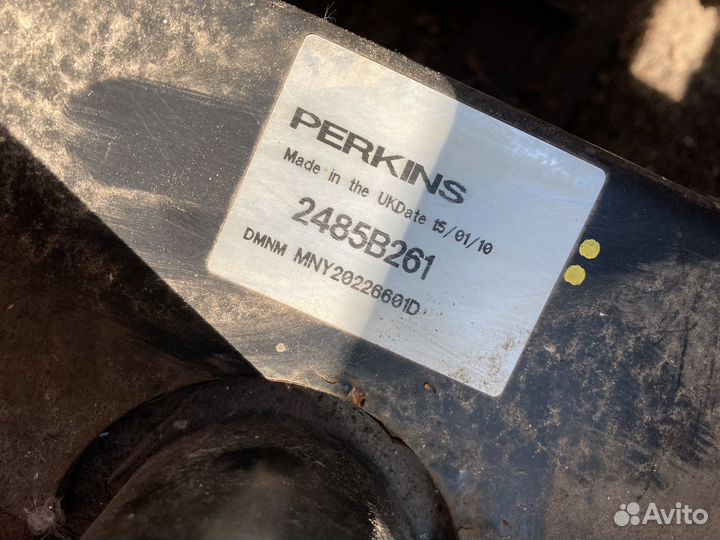 PERKINS
Made in the UKDate 15/01/10
2485B261
DMNM MNY20226601D
Avito